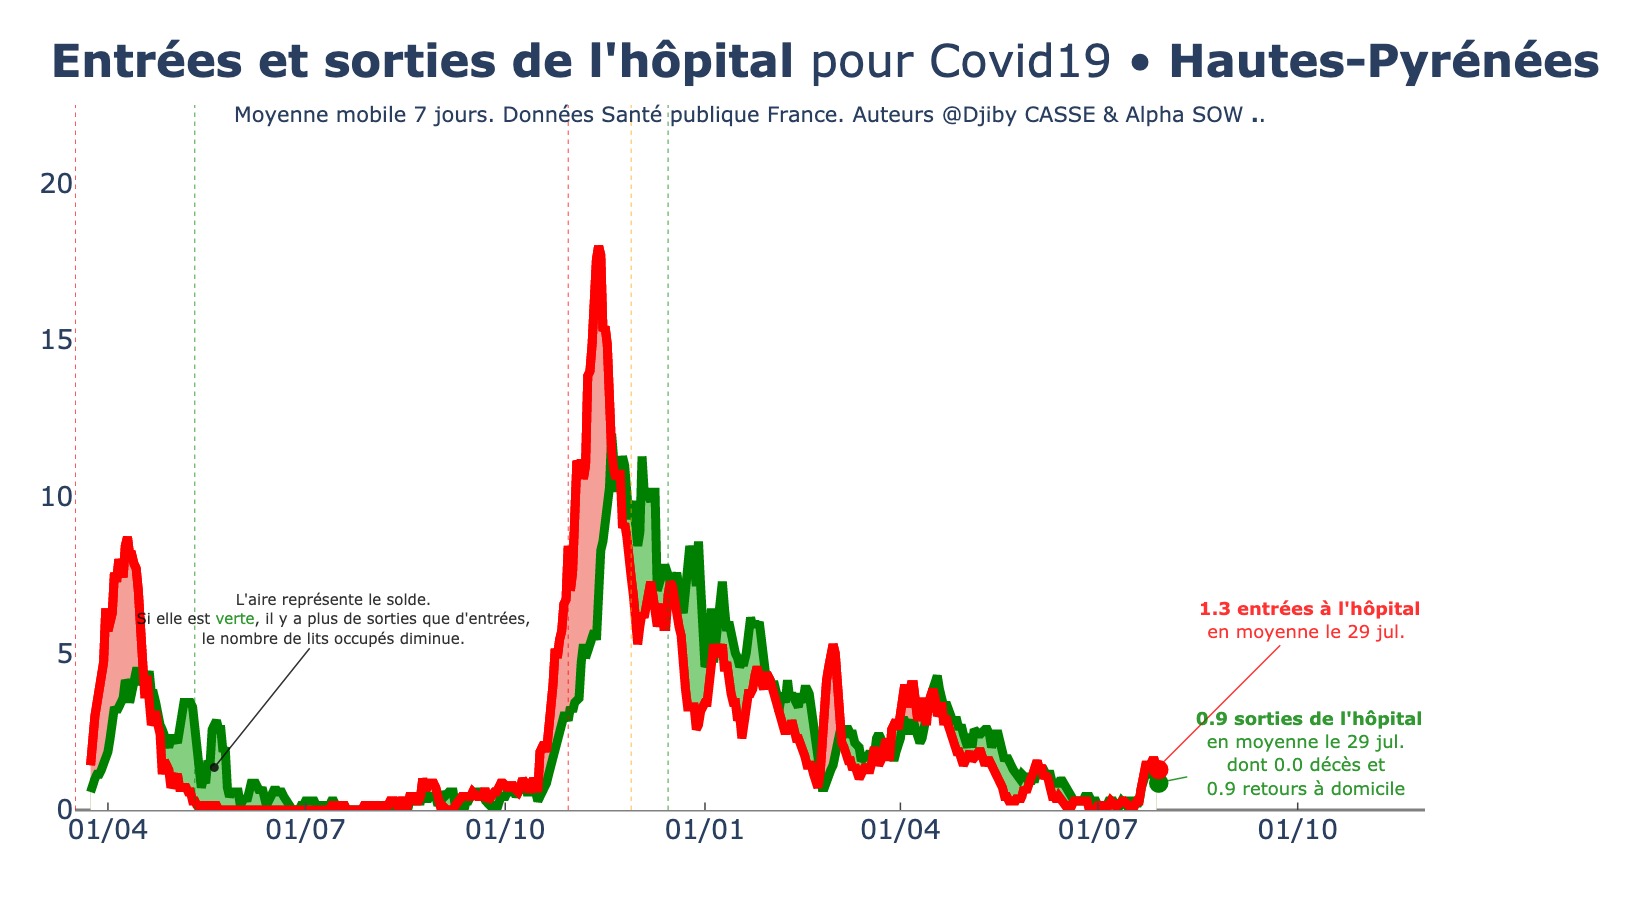 Entrées et sorties de l'hôpital pour Covid19 • Hautes-Pyrénées
Moyenne mobile 7 jours. Données Santé publique France. Auteurs @Djiby CASSE & Alpha SOW ..
20
15
10
5
0
L'aire représente le solde.
Si elle est verte, il y a plus de sorties que d'entrées,
le nombre de lits occupés diminue.
1.3 entrées à l'hôpital
en moyenne le 29 jul.
0.9 sorties de l'hôpital
en moyenne le 29 jul.
dont 0.0 décès et
0.9 retours à domicile
01/04 01/07 01/10 01/01 01/04 01/07 01/10